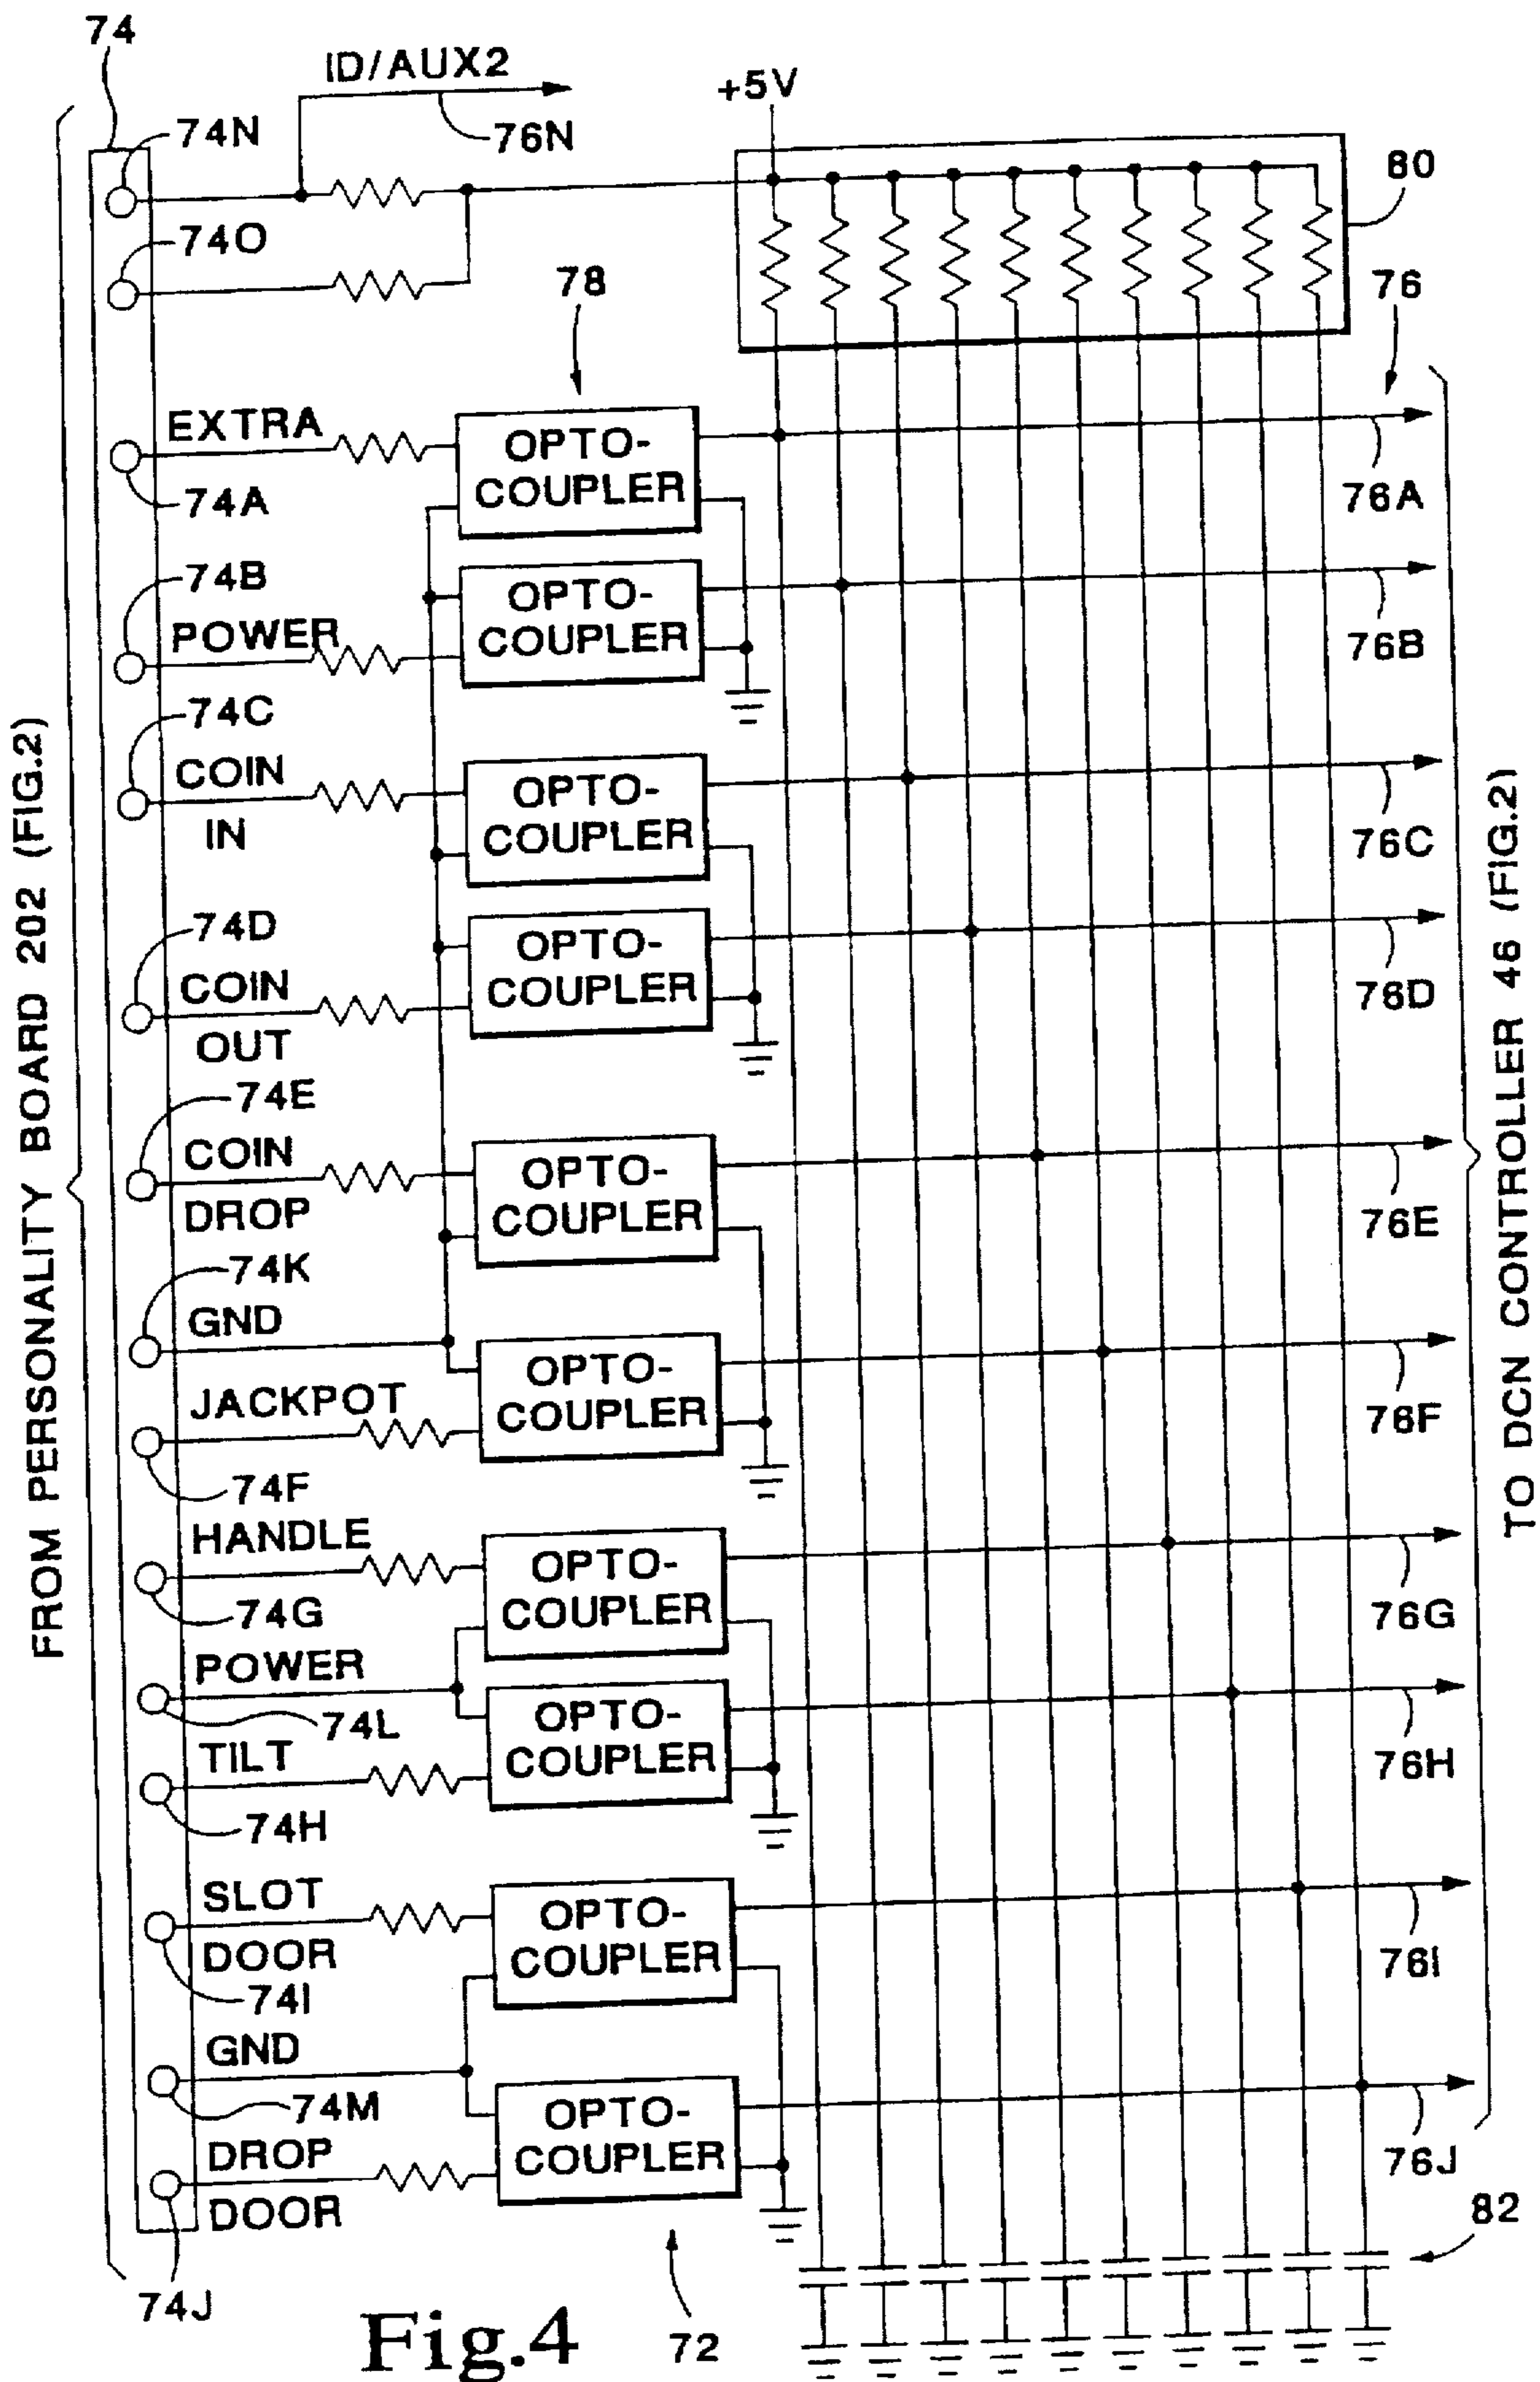 74
ID/AUX2
+5V
74N
76N
80
74O
78
76
EXTRA
OPTO-
COUPLER
74A
76A
74B
OPTO-
COUPLER
POWER
76B
74C
COIN
IN
OPTO-
COUPLER
76C
74D
COIN
OUT
OPTO-
COUPLER
76D
74E
COIN
DROP
OPTO-
COUPLER
76E
74K
GND
OPTO-
COUPLER
JACKPOT
76F
74F
HANDLE
OPTO-
COUPLER
74G
76G
POWER
74L
OPTO-
COUPLER
TILT
76H
74H
SLOT
DOOR
OPTO-
COUPLER
76I
74I
GND
74M
OPTO-
COUPLER
DROP
DOOR
76J
74J
82
72
FROM PERSONALITY BOARD 202 (FIG.2)
TO DCN CONTROLLER 46 (FIG.2)
Fig.4